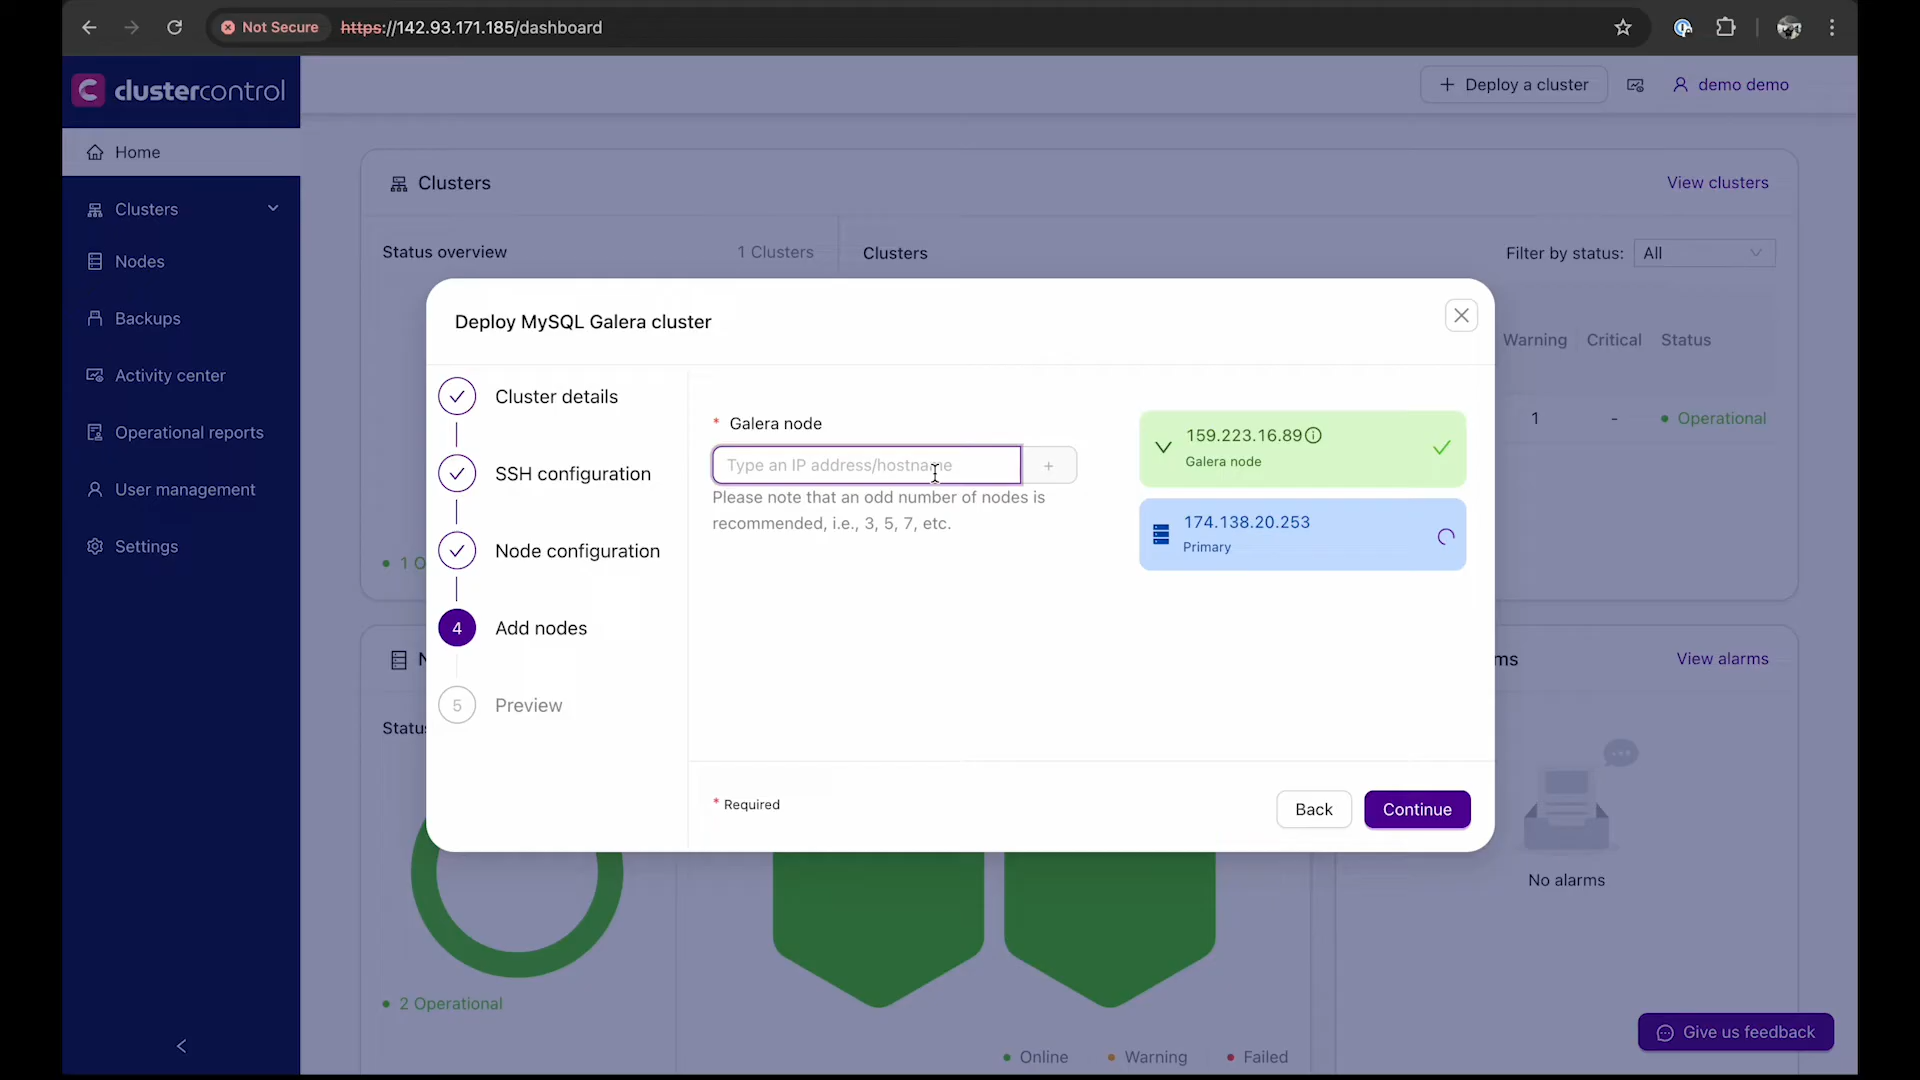 Not Secure https://142.93.171.185/dashboard
clustercontrol
+ Deploy a cluster
demo demo
Home
Clusters
Nodes
Backups
Activity center
Operational reports
User management
Settings
Clusters
View clusters
Status overview
1 Clusters
Clusters
Filter by status:
All
Warning
Critical
Status
1
-
Operational
Deploy MySQL Galera cluster
Cluster details
SSH configuration
Node configuration
4
Add nodes
5
Preview
* Galera node
Type an IP address/hostname
+
Please note that an odd number of nodes is
recommended, i.e., 3, 5, 7, etc.
159.223.16.89
Galera node
174.138.20.253
Primary
* Required
Back
Continue
View alarms
No alarms
2 Operational
Online
Warning
Failed
Give us feedback